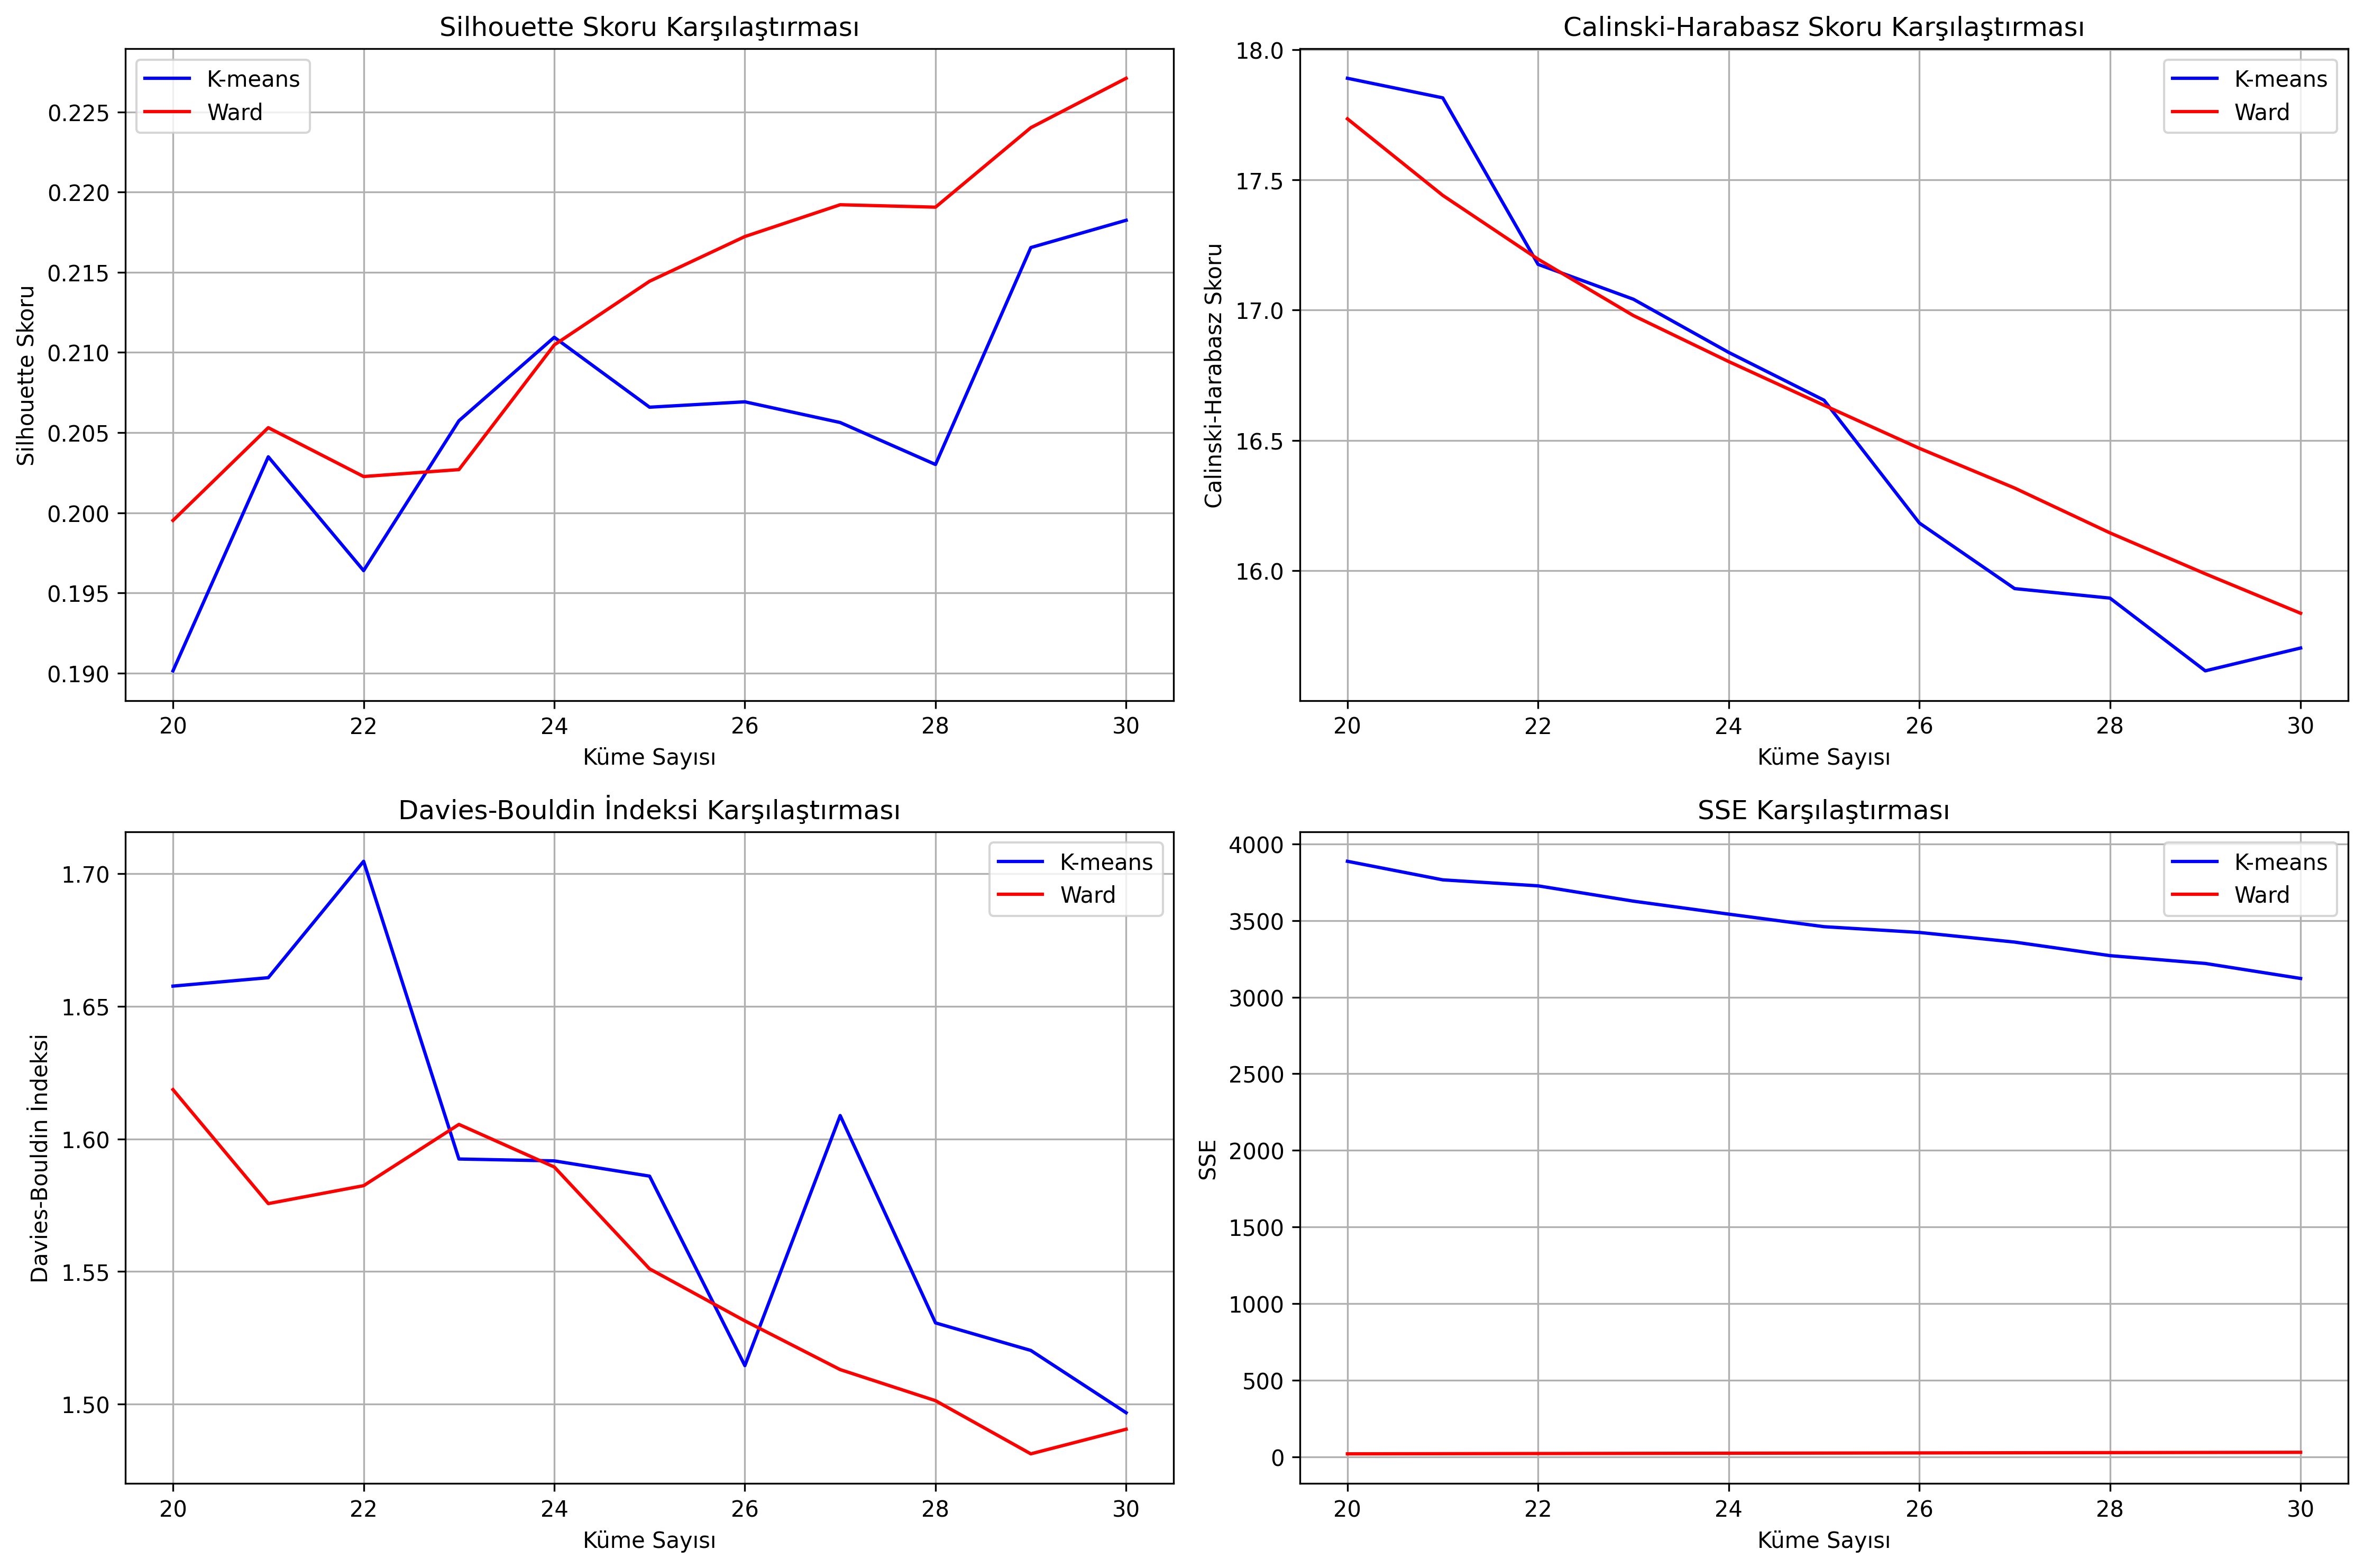 Silhouette Skoru Karşılaştırması
K-means
Ward
Silhouette Skoru
0.225
0.220
0.215
0.210
0.205
0.200
0.195
0.190
20 22 24 26 28 30
Küme Sayısı
Calinski-Harabasz Skoru Karşılaştırması
K-means
Ward
Calinski-Harabasz Skoru
18.0
17.5
17.0
16.5
16.0
20 22 24 26 28 30
Küme Sayısı
Davies-Bouldin İndeksi Karşılaştırması
K-means
Ward
Davies-Bouldin İndeksi
1.70
1.65
1.60
1.55
1.50
20 22 24 26 28 30
Küme Sayısı
SSE Karşılaştırması
K-means
Ward
SSE
4000
3500
3000
2500
2000
1500
1000
500
0
20 22 24 26 28 30
Küme Sayısı